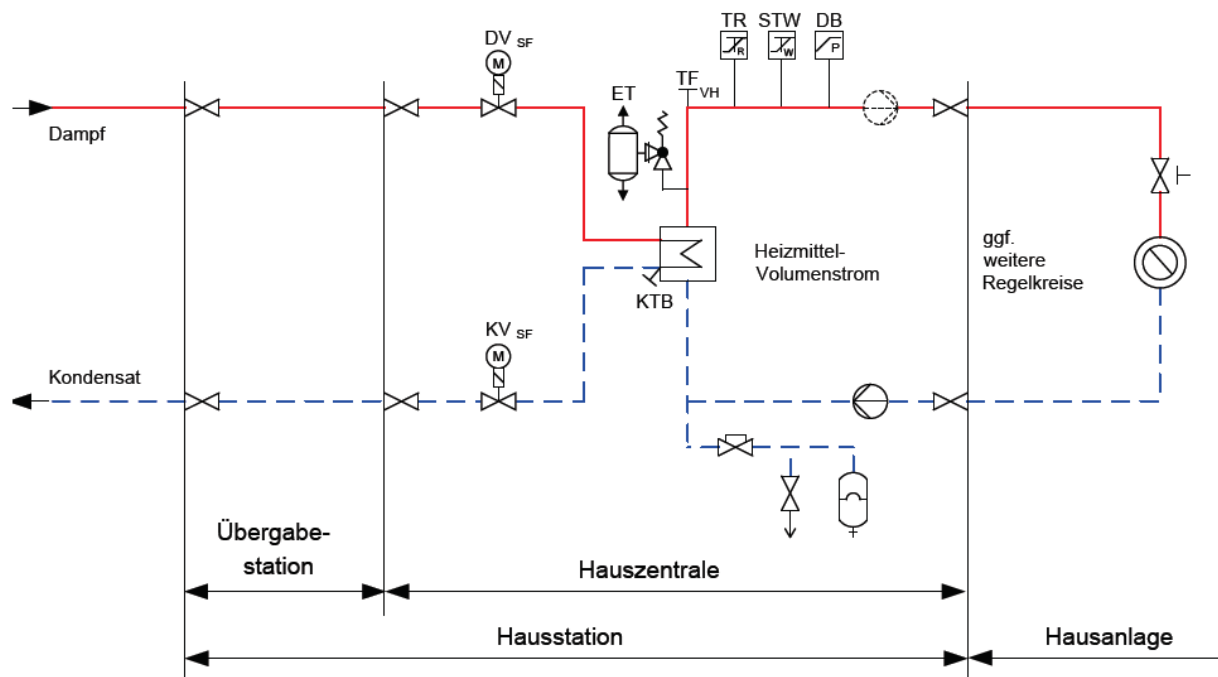 TR STW DB
DV SF
M
R W P
TF VH
ET
Dampf
Heizmittel-
Volumenstrom
ggf.
weitere
Regelkreise
KTB
KV SF
M
Kondensat
Übergabe-
station
Hauszentrale
Hausstation
Hausanlage